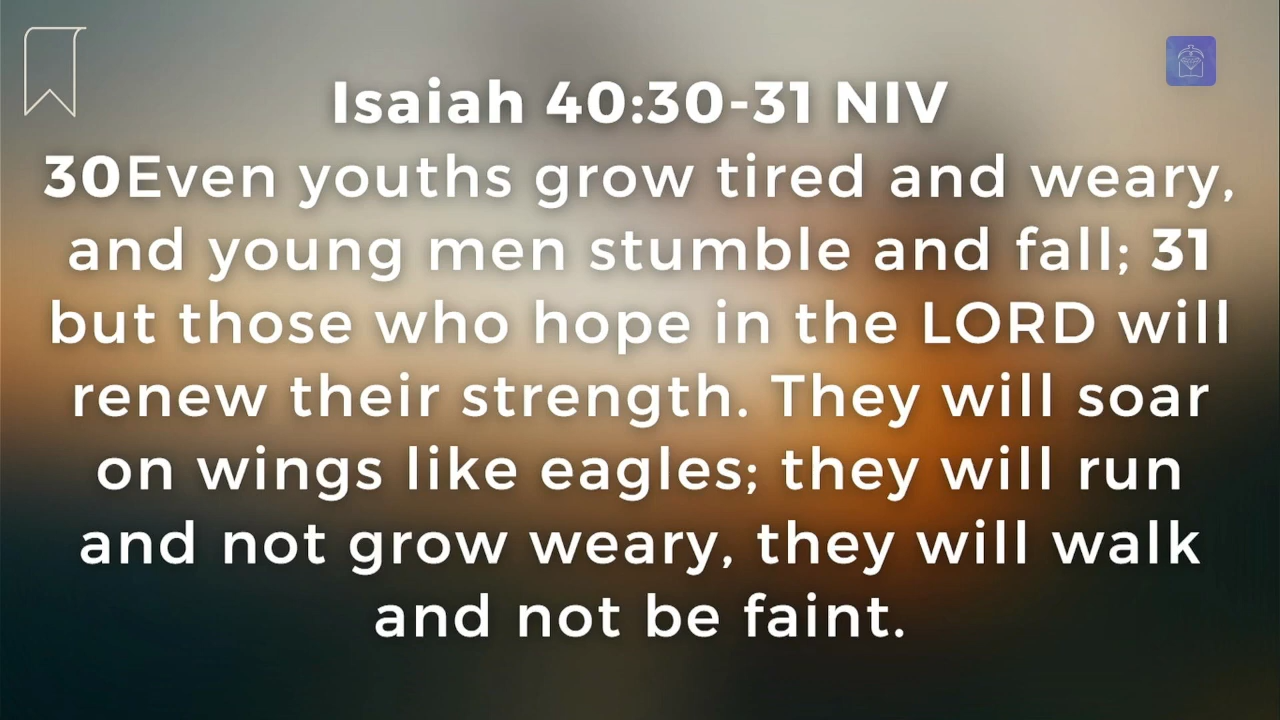 Isaiah 40:30-31 NIV
30Even youths grow tired and weary,
and young men stumble and fall; 31
but those who hope in the LORD will
renew their strength. They will soar
on wings like eagles; they will run
and not grow weary, they will walk
and not be faint.